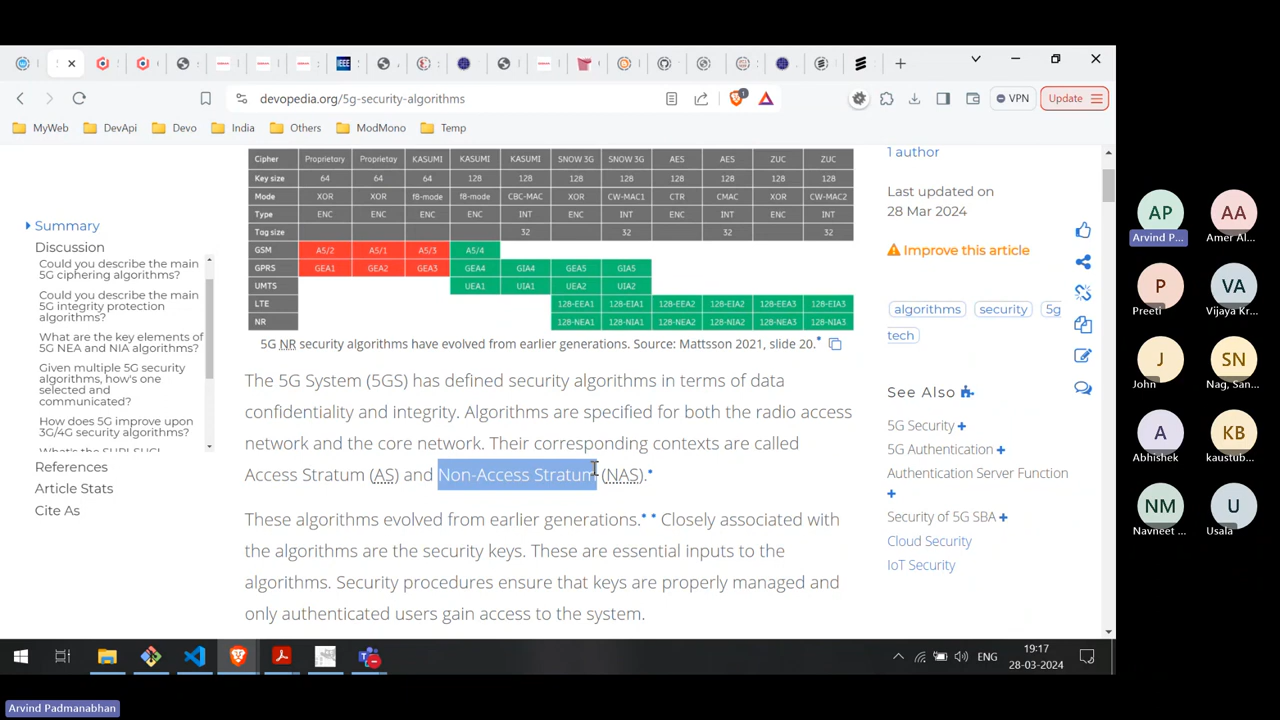 devopedia.org/5g-security-algorithms
VPN
Update
MyWeb
DevApi
Devo
India
Others
ModMono
Temp
Summary
Discussion
Could you describe the main
5G ciphering algorithms?
Could you describe the main
5G integrity protection
algorithms?
What are the key elements of
5G NEA and NIA algorithms?
Given multiple 5G security
algorithms, how's one
selected and
communicated?
How does 5G improve upon
3G/4G security algorithms?
References
Article Stats
Cite As
Cipher Proprietary Proprietay KASUMI KASUMI KASUMI SNOW 3G SNOW 3G AES AES ZUC ZUC
Key size 64 64 64 128 128 128 128 128 128 128 128
Mode XOR XOR f8-mode f8-mode CBC-MAC XOR CW-MAC1 CTR CMAC XOR CW-MAC2
Type ENC ENC ENC ENC INT ENC INT ENC INT ENC INT
Tag size 32 32 32 32
GSM A5/2 A5/1 A5/3 A5/4
GPRS GEA1 GEA2 GEA3 GEA4 GIA4 GEA5 GIA5
UMTS UEA1 UIA1 UEA2 UIA2
LTE 128-EEA1 128-EIA1 128-EEA2 128-EIA2 128-EEA3 128-EIA3
NR 128-NEA1 128-NIA1 128-NEA2 128-NIA2 128-NEA3 128-NIA3
5G NR security algorithms have evolved from earlier generations. Source: Mattsson 2021, slide 20.
The 5G System (5GS) has defined security algorithms in terms of data
confidentiality and integrity. Algorithms are specified for both the radio access
network and the core network. Their corresponding contexts are called
Access Stratum (AS) and Non-Access Stratum (NAS).
These algorithms evolved from earlier generations. Closely associated with
the algorithms are the security keys. These are essential inputs to the
algorithms. Security procedures ensure that keys are properly managed and
only authenticated users gain access to the system.
1 author
Last updated on
28 Mar 2024
Improve this article
algorithms
security
5g
tech
See Also
5G Security
5G Authentication
Authentication Server Function
Security of 5G SBA
Cloud Security
IoT Security
ENG
19:17
28-03-2024
AP
Arvind P...
AA
Amer Al...
P
Preeti
VA
Vijaya Kr...
J
John
SN
Nag, San...
A
Abhishek
KB
kaustub...
NM
Navneet ...
U
Usala
Arvind Padmanabhan